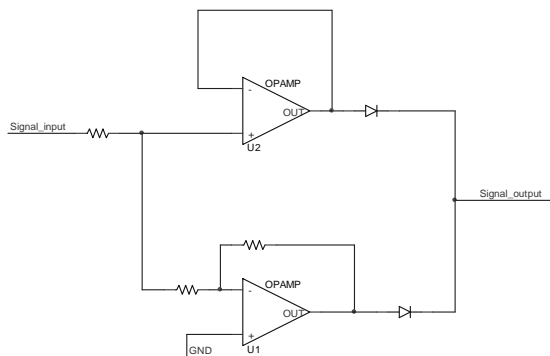 OPAMP
-
OUT
Signal_input
+
U2
Signal_output
OPAMP
-
OUT
+
GND
U1